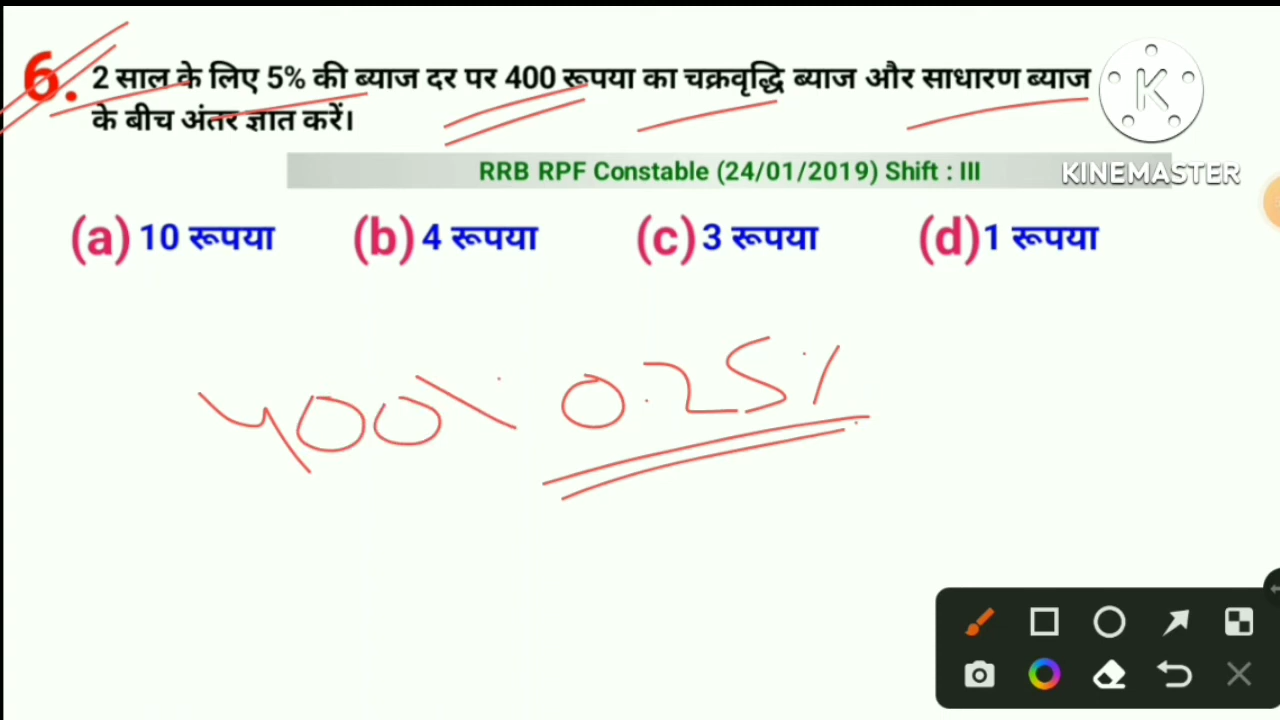 6. 2 साल के लिए 5% की ब्याज दर पर 400 रूपया का चक्रवृद्धि ब्याज और साधारण ब्याज
के बीच अंतर ज्ञात करें।
K
KINEMASTER
RRB RPF Constable (24/01/2019) Shift : III
(a) 10 रूपया (b) 4 रूपया (c) 3 रूपया (d) 1 रूपया
400 \ 0.25%